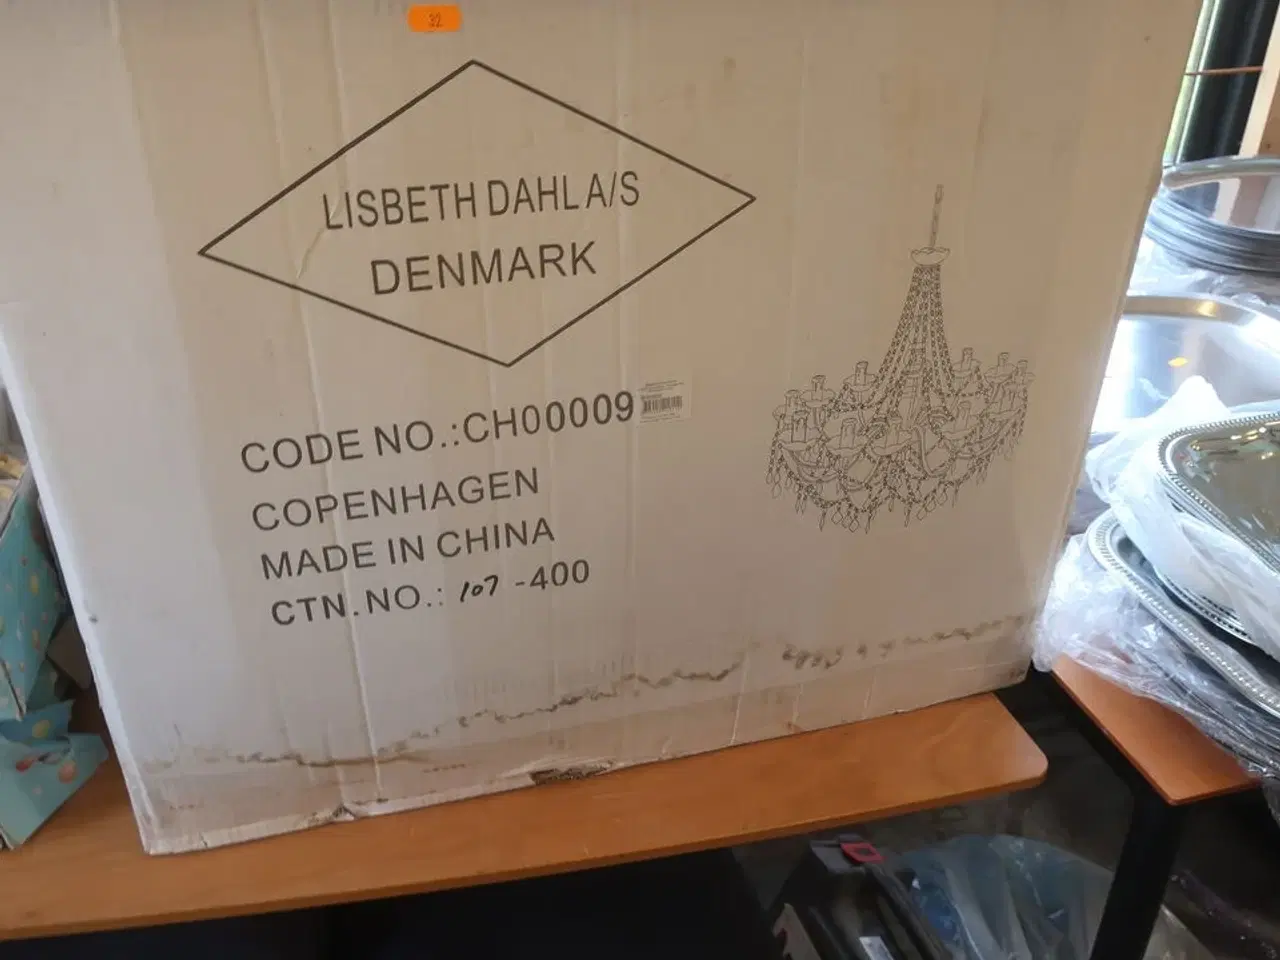 32
LISBETH DAHL A/S
DENMARK
CODE NO.:CH00009
COPENHAGEN
MADE IN CHINA
CTN.NO.: 107 -400